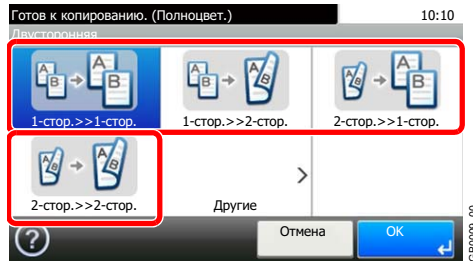 Готов к копированию. (Полноцвет.) 10:10
Двусторонняя
1-стор.>>1-стор. 1-стор.>>2-стор. 2-стор.>>1-стор.
2-стор.>>2-стор. Другие
Отмена OK